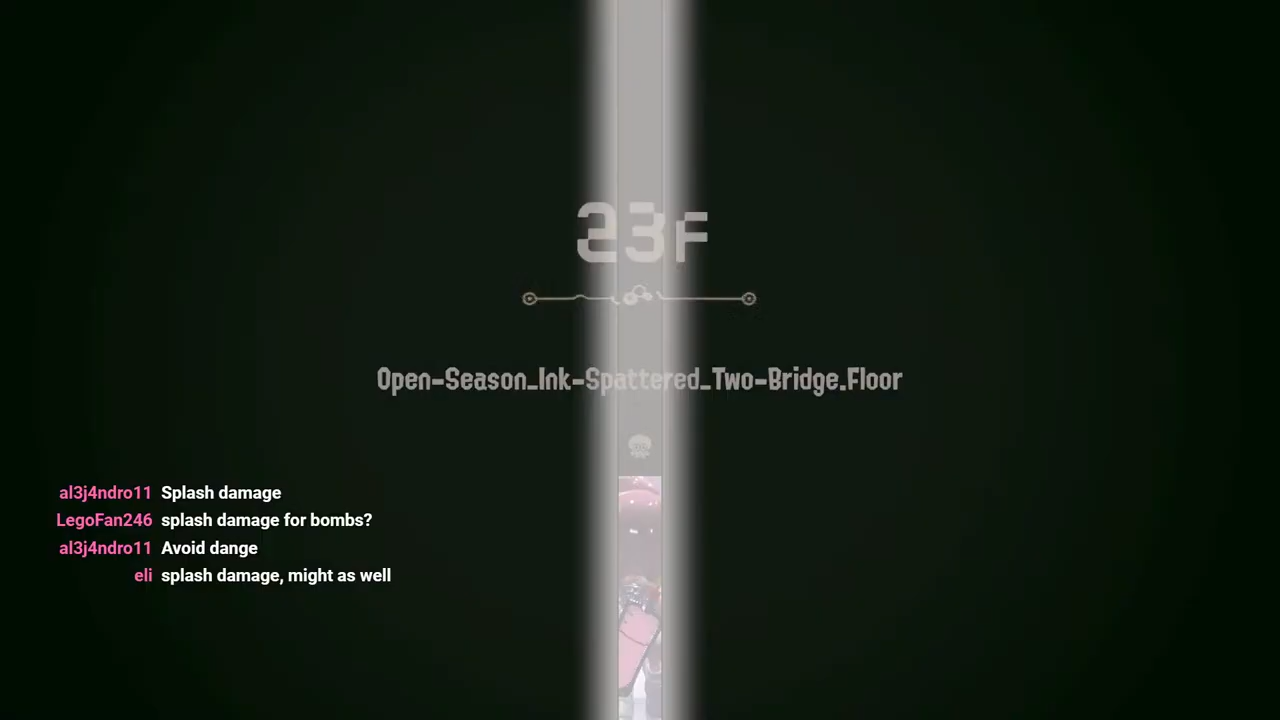 23F
Open-Season_Ink-Spattered_Two-Bridge.Floor
al3j4ndro11 Splash damage
LegoFan246 splash damage for bombs?
al3j4ndro11 Avoid dange
eli splash damage, might as well